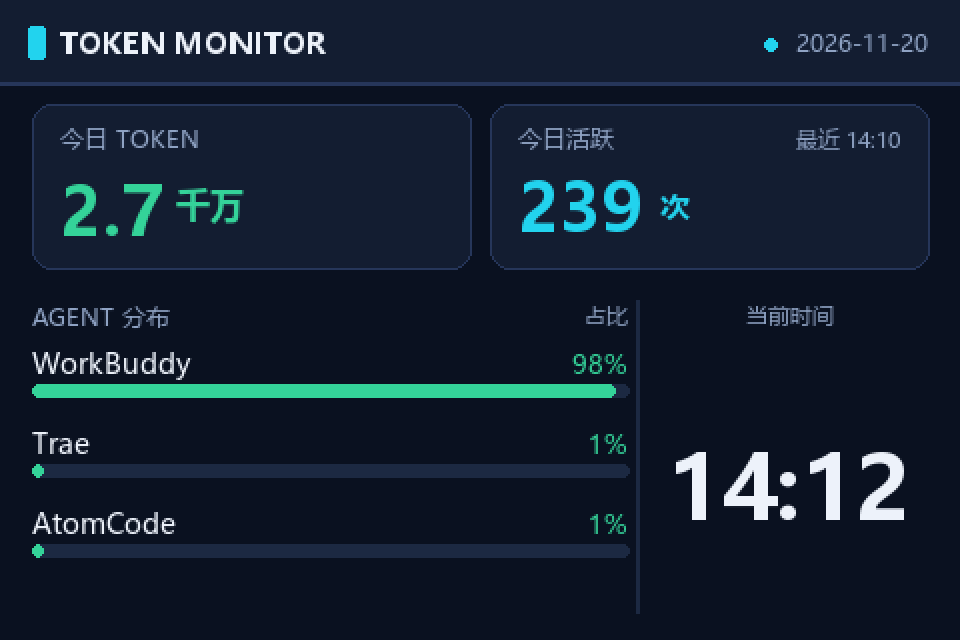 TOKEN MONITOR
2026-11-20
今日 TOKEN
2.7 千万
今日活跃
最近 14:10
239 次
AGENT 分布
占比
WorkBuddy
98%
Trae
1%
AtomCode
1%
当前时间
14:12